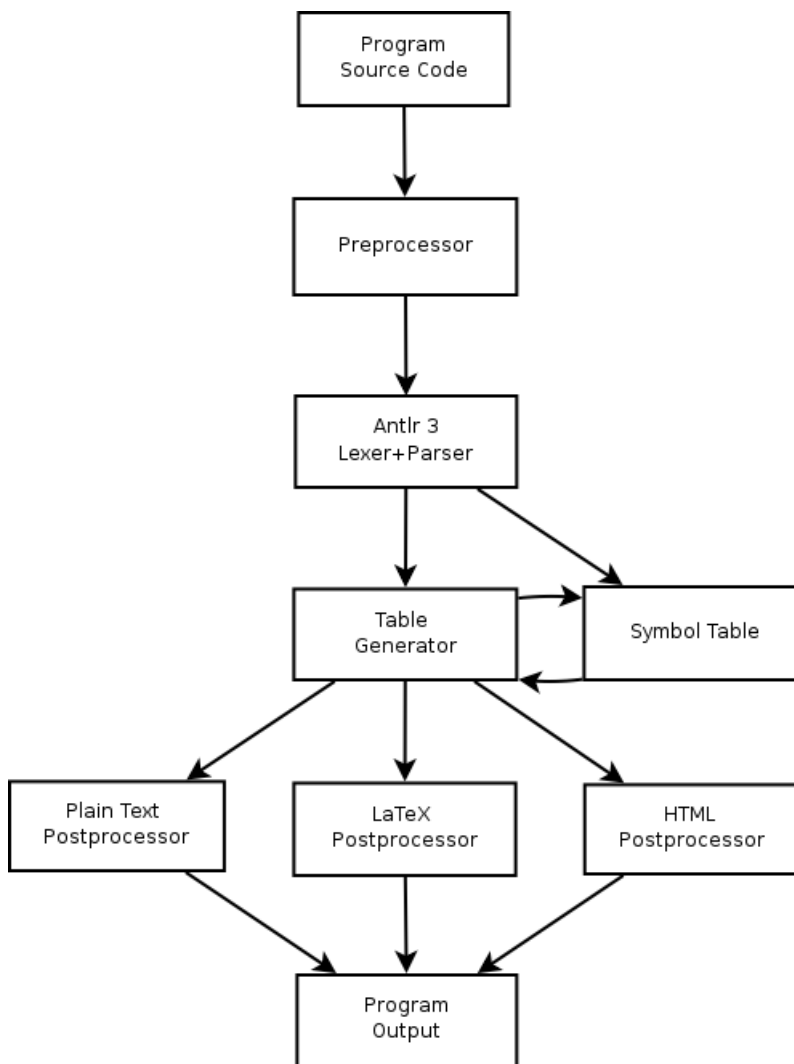 Program
Source Code
Preprocessor
Antlr 3
Lexer+Parser
Table
Generator
Symbol Table
Plain Text
Postprocessor
LaTeX
Postprocessor
HTML
Postprocessor
Program
Output